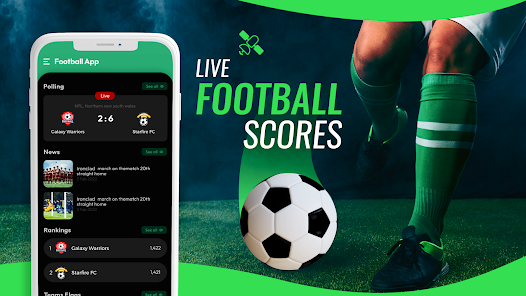 Football App
Polling
See all
Live
NPL, Northern new south wales
2:6
Galaxy Warriors
Starfire FC
News
See all
Ironclad march on thematch 20th
straight home
Ironclad march on thematch 20th
straight home
Rankings
See all
1 Galaxy Warriors 1,422
2 Starfire FC 1,421
Teams Flags
LIVE
FOOTBALL
SCORES